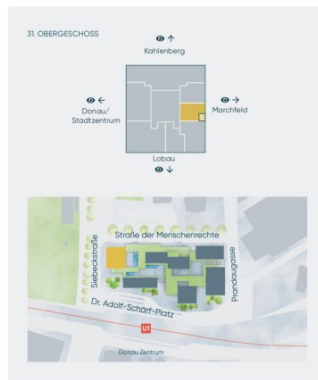 31. OBERGESCHOSS
Kahlenberg
Donau/
Stadtzentrum
Marchfeld
Lobau
Straße der Menschenrechte
Siebeckstraße
Prandaugasse
Dr. Adolf-Schärf-Platz
U1
Donau Zentrum